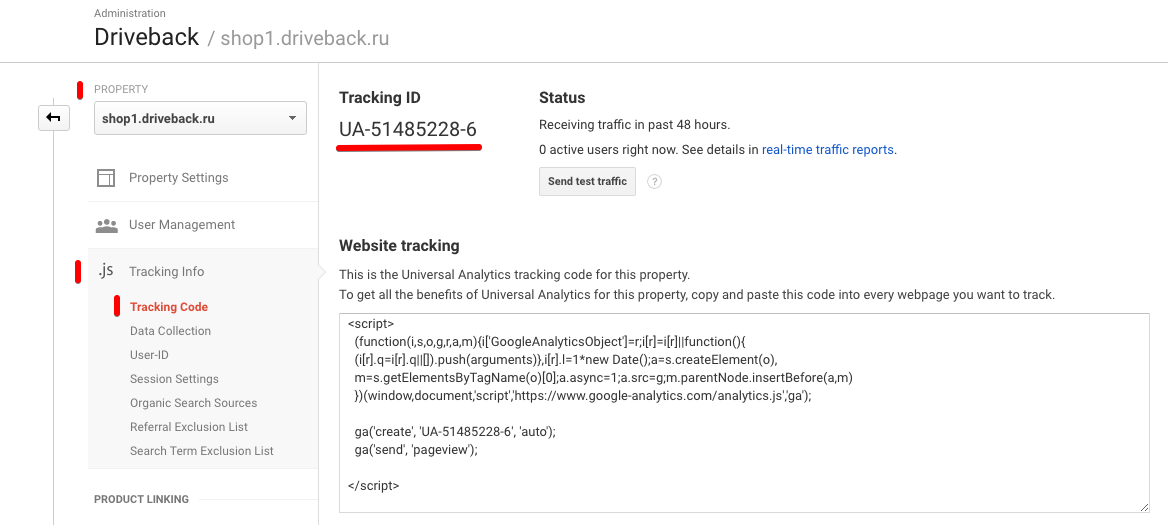 Administration
Driveback / shop1.driveback.ru
PROPERTY
shop1.driveback.ru
Property Settings
User Management
.js Tracking Info
Tracking Code
Data Collection
User-ID
Session Settings
Organic Search Sources
Referral Exclusion List
Search Term Exclusion List
PRODUCT LINKING
Tracking ID
UA-51485228-6
Status
Receiving traffic in past 48 hours.
0 active users right now. See details in real-time traffic reports.
Send test traffic ?
Website tracking
This is the Universal Analytics tracking code for this property.
To get all the benefits of Universal Analytics for this property, copy and paste this code into every webpage you want to track.
<script>
(function(i,s,o,g,r,a,m){i['GoogleAnalyticsObject']=r;i[r]=i[r]||function(){
(i[r].q=i[r].q||[]).push(arguments)},i[r].l=1*new Date();a=s.createElement(o),
m=s.getElementsByTagName(o)[0];a.async=1;a.src=g;m.parentNode.insertBefore(a,m)
})(window,document,'script','https://www.google-analytics.com/analytics.js','ga');
ga('create', 'UA-51485228-6', 'auto');
ga('send', 'pageview');
</script>